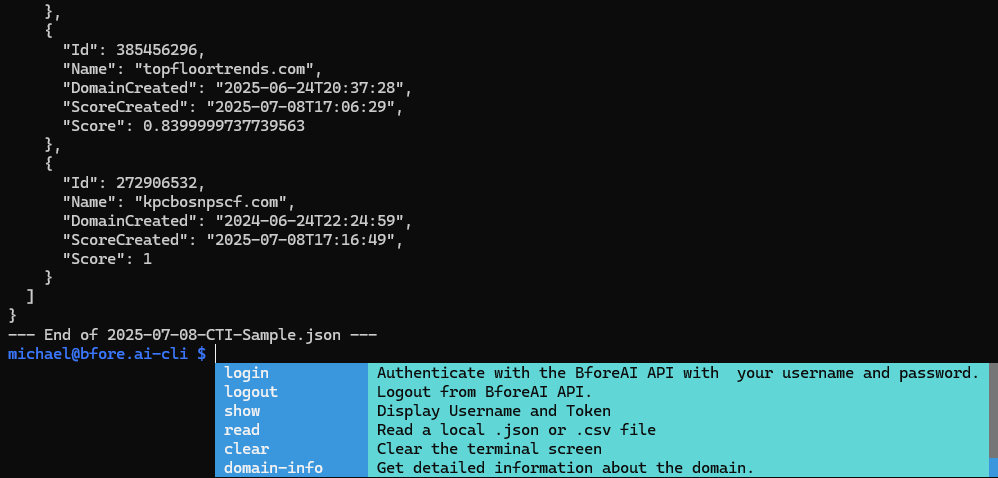 },
{
"Id": 385456296,
"Name": "topfloortrends.com",
"DomainCreated": "2025-06-24T20:37:28",
"ScoreCreated": "2025-07-08T17:06:29",
"Score": 0.8399999737739563
},
{
"Id": 272906532,
"Name": "kpcbosnpscf.com",
"DomainCreated": "2024-06-24T22:24:59",
"ScoreCreated": "2025-07-08T17:16:49",
"Score": 1
}
]
}
--- End of 2025-07-08-CTI-Sample.json ---
michael@bfore.ai-cli $
login Authenticate with the BforeAI API with  your username and password.
logout Logout from BforeAI API.
show Display Username and Token
read Read a local .json or .csv file
clear Clear the terminal screen
domain-info Get detailed information about the domain.